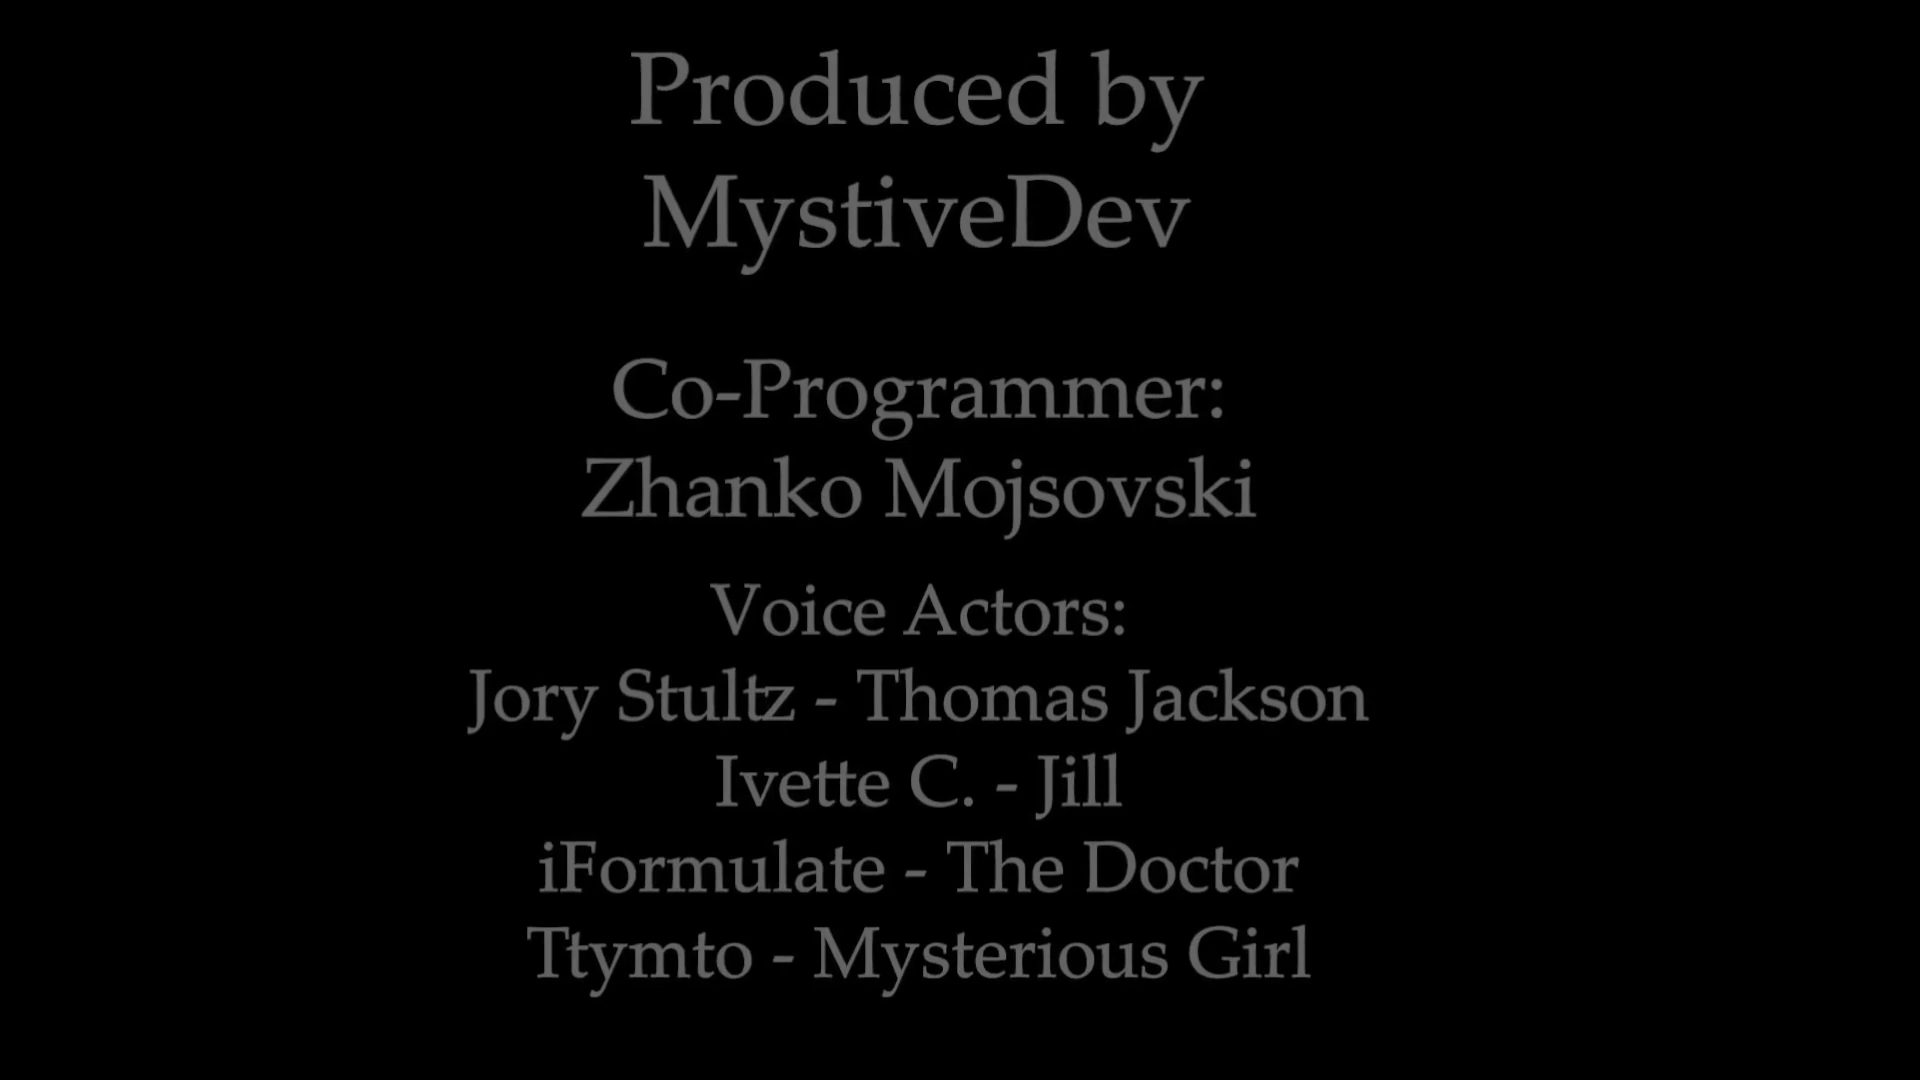 Produced by
MystiveDev
Co-Programmer:
Zhanko Mojsovski
Voice Actors:
Jory Stultz - Thomas Jackson
Ivette C. - Jill
iFormulate - The Doctor
Ttymto - Mysterious Girl